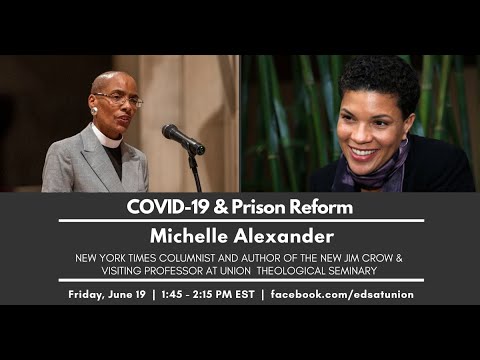 COVID-19 & Prison Reform
Michelle Alexander
NEW YORK TIMES COLUMNIST AND AUTHOR OF THE NEW JIM CROW &
VISITING PROFESSOR AT UNION THEOLOGICAL SEMINARY
Friday, June 19 | 1:45 - 2:15 PM EST | facebook.com/edsatunion